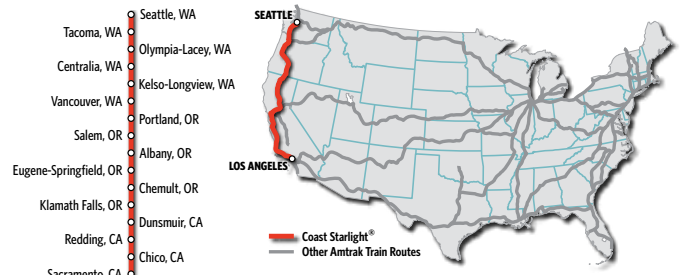 Seattle, WA
Tacoma, WA
Olympia-Lacey, WA
Centralia, WA
Kelso-Longview, WA
Vancouver, WA
Portland, OR
Salem, OR
Albany, OR
Eugene-Springfield, OR
Chemult, OR
Klamath Falls, OR
Dunsmuir, CA
Redding, CA
Chico, CA
Sacramento, CA
SEATTLE
LOS ANGELES
Coast Starlight®
Other Amtrak Train Routes